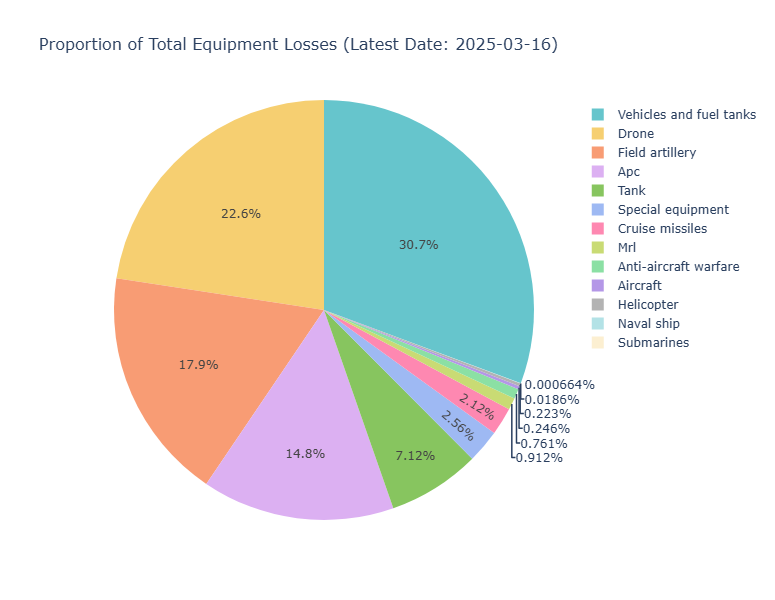 Proportion of Total Equipment Losses (Latest Date: 2025-03-16)
Vehicles and fuel tanks
Drone
Field artillery
Apc
Tank
Special equipment
Cruise missiles
Mrl
Anti-aircraft warfare
Aircraft
Helicopter
Naval ship
Submarines
30.7%
22.6%
17.9%
14.8%
7.12%
2.56%
2.12%
0.000664%
0.0186%
0.223%
0.246%
0.761%
0.912%